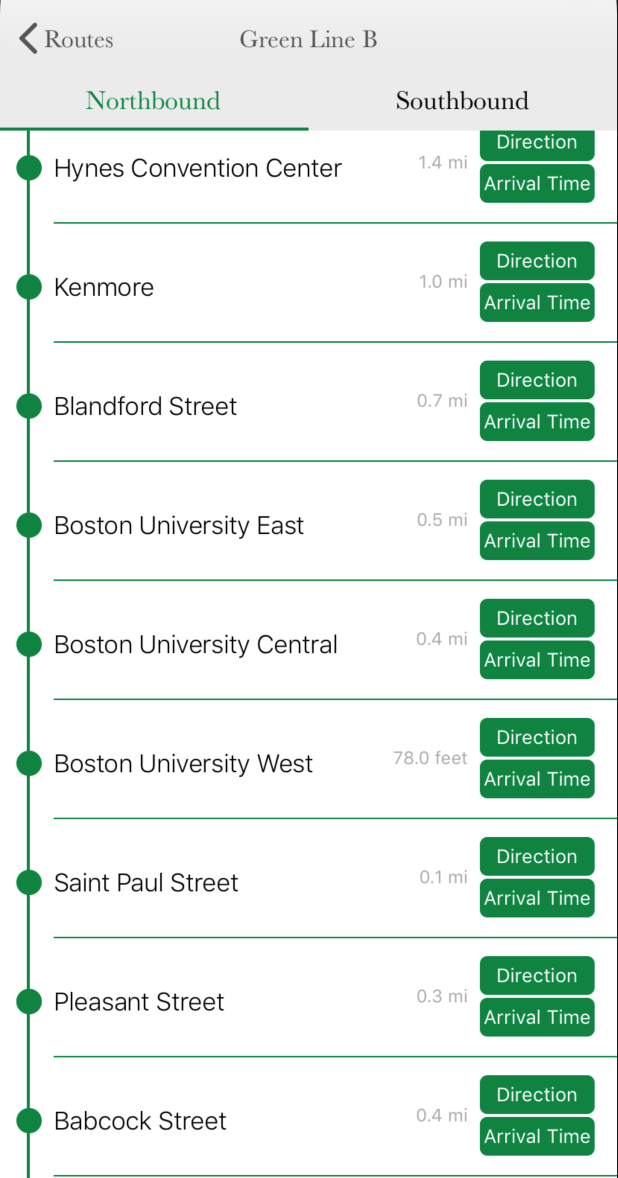 Routes
Green Line B
Northbound
Southbound
Direction
Hynes Convention Center
1.4 mi
Arrival Time
Direction
Kenmore
1.0 mi
Arrival Time
Direction
Blandford Street
0.7 mi
Arrival Time
Direction
Boston University East
0.5 mi
Arrival Time
Direction
Boston University Central
0.4 mi
Arrival Time
Direction
Boston University West
78.0 feet
Arrival Time
Direction
Saint Paul Street
0.1 mi
Arrival Time
Direction
Pleasant Street
0.3 mi
Arrival Time
Direction
Babcock Street
0.4 mi
Arrival Time